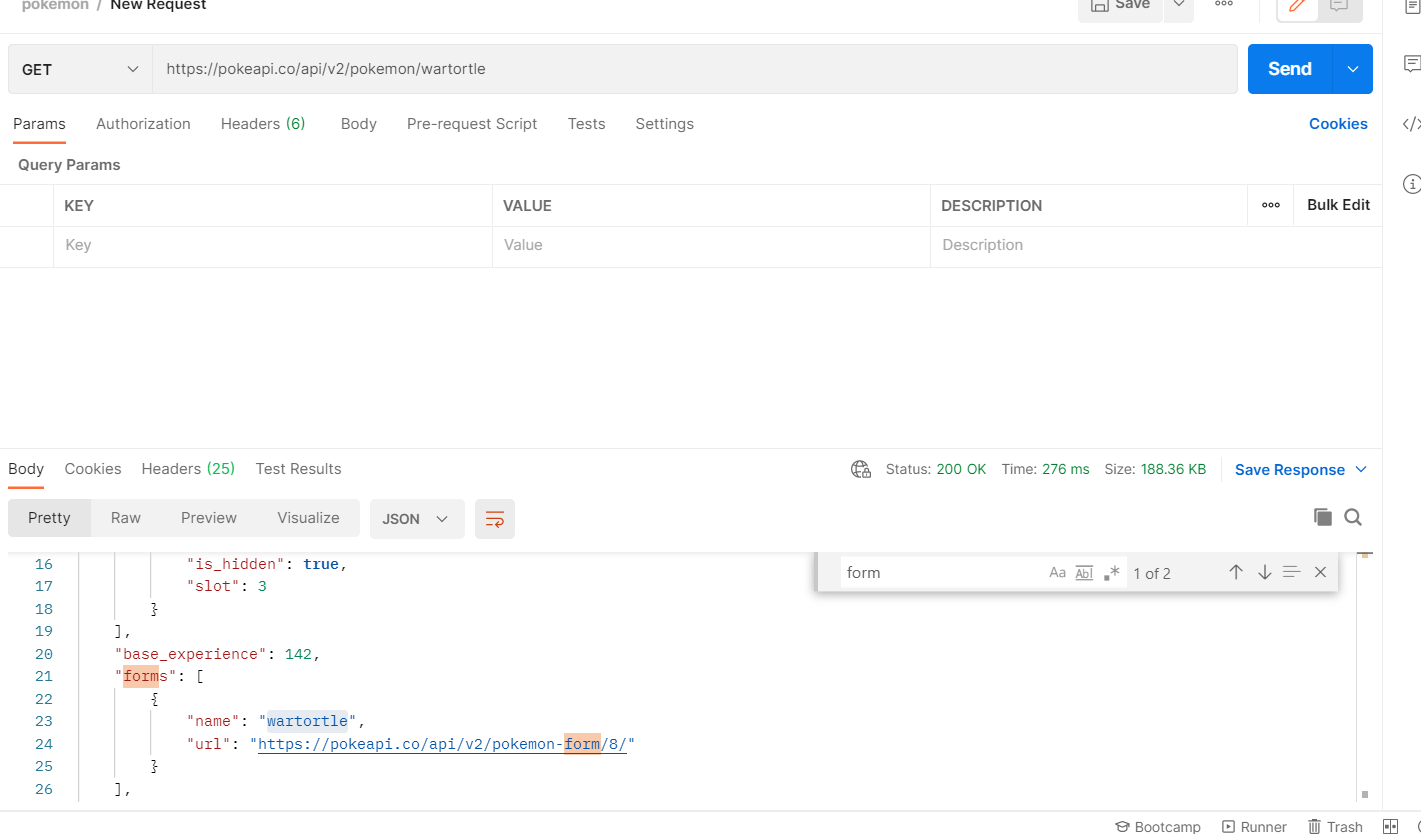 pokemon / New Request
Save
GET
https://pokeapi.co/api/v2/pokemon/wartortle
Send
Params Authorization Headers (6) Body Pre-request Script Tests Settings Cookies
Query Params
KEY VALUE DESCRIPTION ooo Bulk Edit
Key Value Description
Body Cookies Headers (25) Test Results Status: 200 OK Time: 276 ms Size: 188.36 KB Save Response
Pretty Raw Preview Visualize JSON
form Aa Abl .* 1 of 2
16 "is_hidden": true,
17 "slot": 3
18 }
19 ],
20 "base_experience": 142,
21 "forms": [
22 {
23 "name": "wartortle",
24 "url": "https://pokeapi.co/api/v2/pokemon-form/8/"
25 }
26 ],
Bootcamp Runner Trash